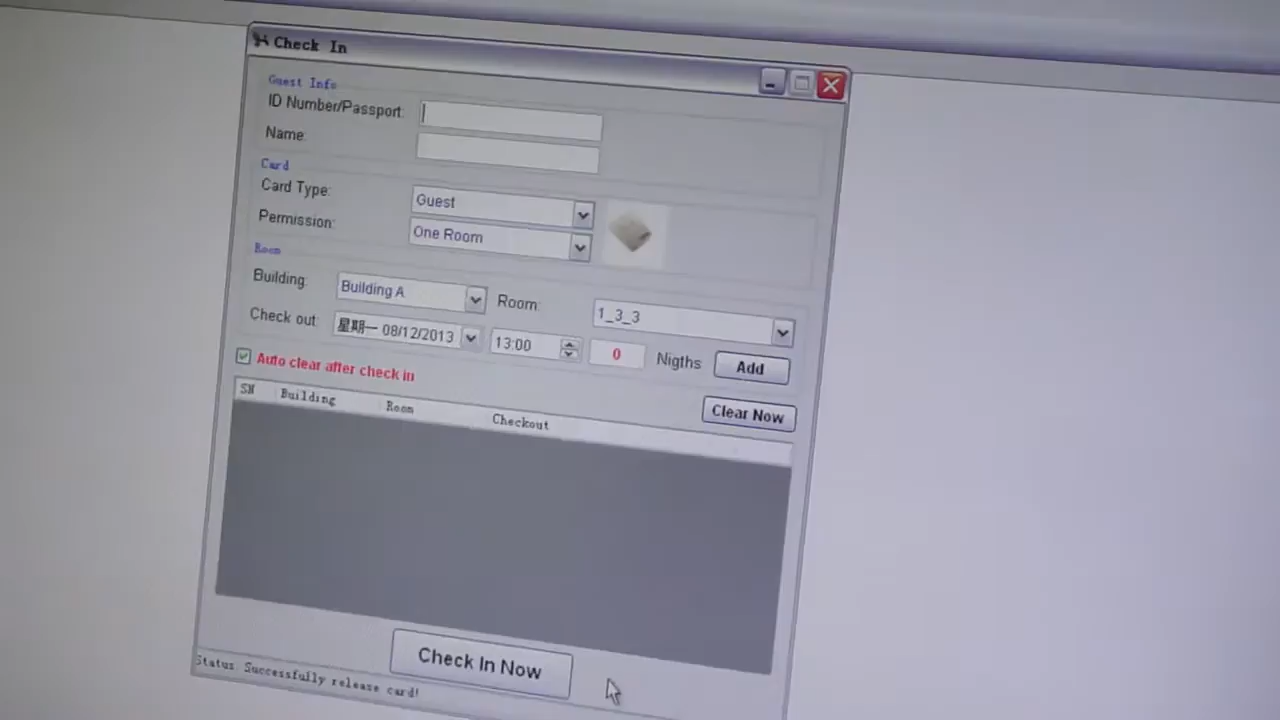 Check In
Guest Info
ID Number/Passport:
Name:
Card
Card Type: Guest
Permission: One Room
Room
Building: Building A Room: 1_3_3
Check out: 星期一 08/12/2013 13:00 0 Nigths Add
Auto clear after check in
Clear Now
SN Building Room Checkout
Check In Now
Status Successfully release card!